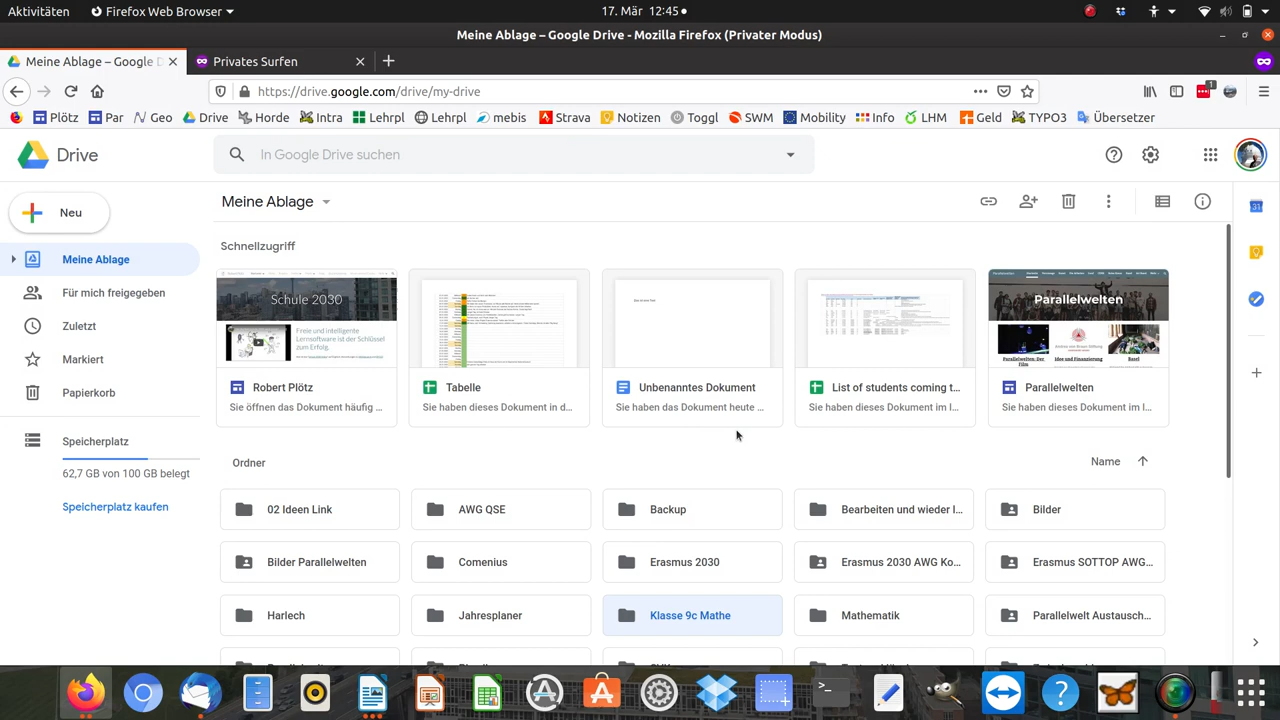 Aktivitäten
Firefox Web Browser
17. Mär 12:45
Meine Ablage – Google Drive - Mozilla Firefox (Privater Modus)
Meine Ablage – Google D
Privates Surfen
https://drive.google.com/drive/my-drive
1
Plötz
Par
Geo
Drive
Horde
Intra
Lehrpl
Lehrpl
mebis
Strava
Notizen
Toggl
SWM
Mobility
Info
LHM
Geld
TYPO3
Übersetzer
Drive
In Google Drive suchen
Neu
Meine Ablage
Meine Ablage
Für mich freigegeben
Zuletzt
Markiert
Papierkorb
Speicherplatz
62,7 GB von 100 GB belegt
Speicherplatz kaufen
Schnellzugriff
Schule 2030
Freie und intelligente
Lernsoftware ist der Schlüssel
zum Erfolg.
Parallelwelten
Robert Plötz
Sie öffnen das Dokument häufig ...
Tabelle
Sie haben dieses Dokument in d...
Unbenanntes Dokument
Sie haben das Dokument heute ...
List of students coming t...
Sie haben dieses Dokument im l...
Parallelwelten
Sie haben dieses Dokument im l...
Ordner
Name
02 Ideen Link
AWG QSE
Backup
Bearbeiten und wieder l...
Bilder
Bilder Parallelwelten
Comenius
Erasmus 2030
Erasmus 2030 AWG Ko...
Erasmus SOTTOP AWG...
Harlech
Jahresplaner
Klasse 9c Mathe
Mathematik
Parallelwelt Austausch...